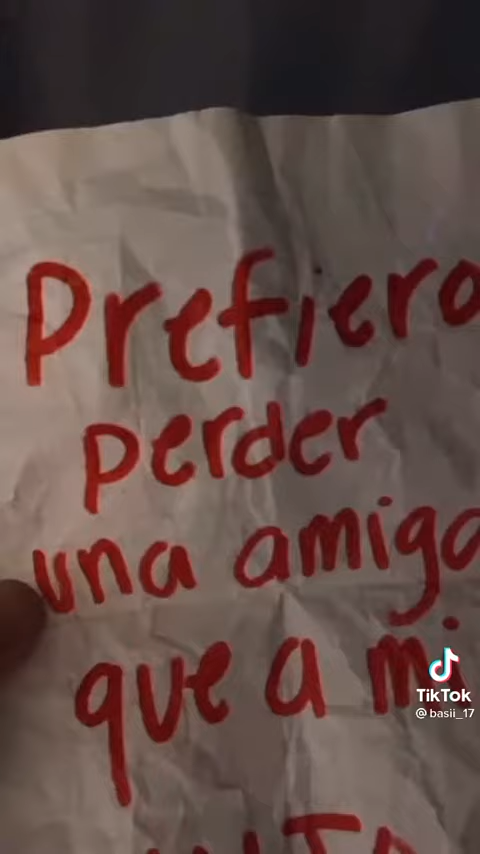 Prefiero
perder
una amiga
que a mi
TikTok
@basii_17